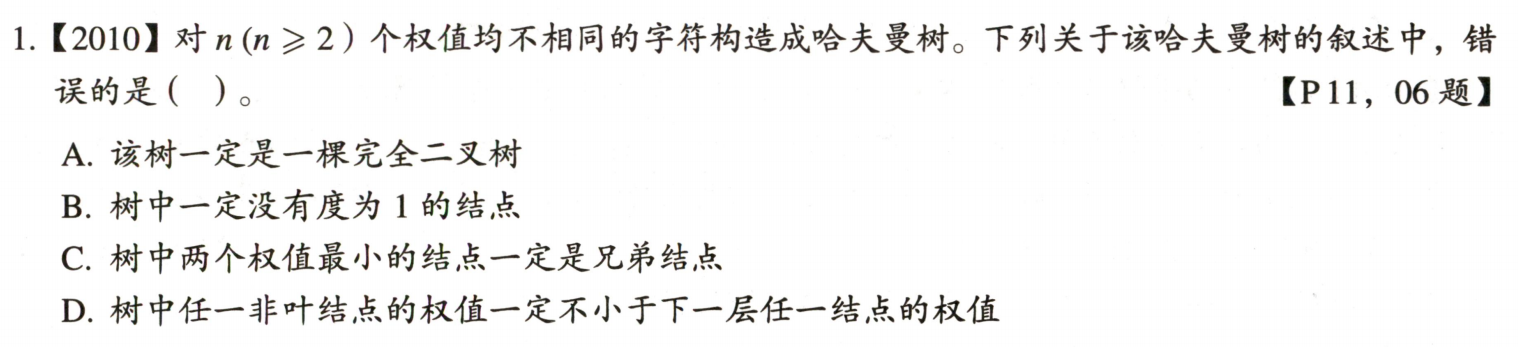 1.【2010】对 n (n ⩾ 2 ) 个权值均不相同的字符构造成哈夫曼树。下列关于该哈夫曼树的叙述中，错
误的是 (  ) 。 【P 11，06 题】
A. 该树一定是一棵完全二叉树
B. 树中一定没有度为 1 的结点
C. 树中两个权值最小的结点一定是兄弟结点
D. 树中任一非叶结点的权值一定不小于下一层任一结点的权值